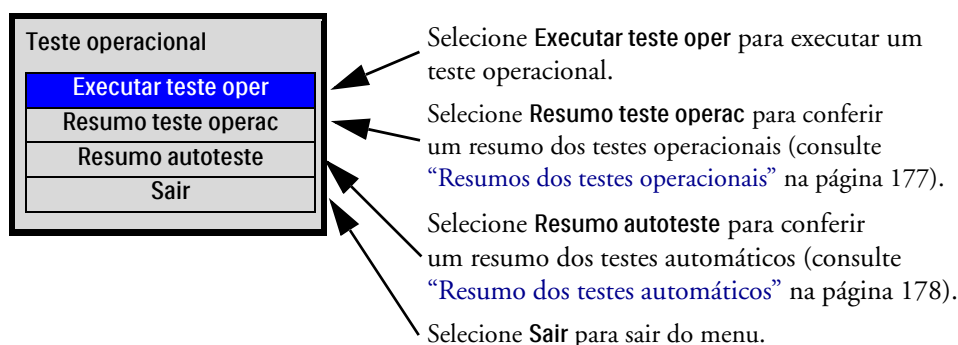 Teste operacional
Executar teste oper
Resumo teste operac
Resumo autoteste
Sair
Selecione Executar teste oper para executar um
teste operacional.
Selecione Resumo teste operac para conferir
um resumo dos testes operacionais (consulte
“Resumos dos testes operacionais” na página 177).
Selecione Resumo autoteste para conferir
um resumo dos testes automáticos (consulte
“Resumo dos testes automáticos” na página 178).
Selecione Sair para sair do menu.